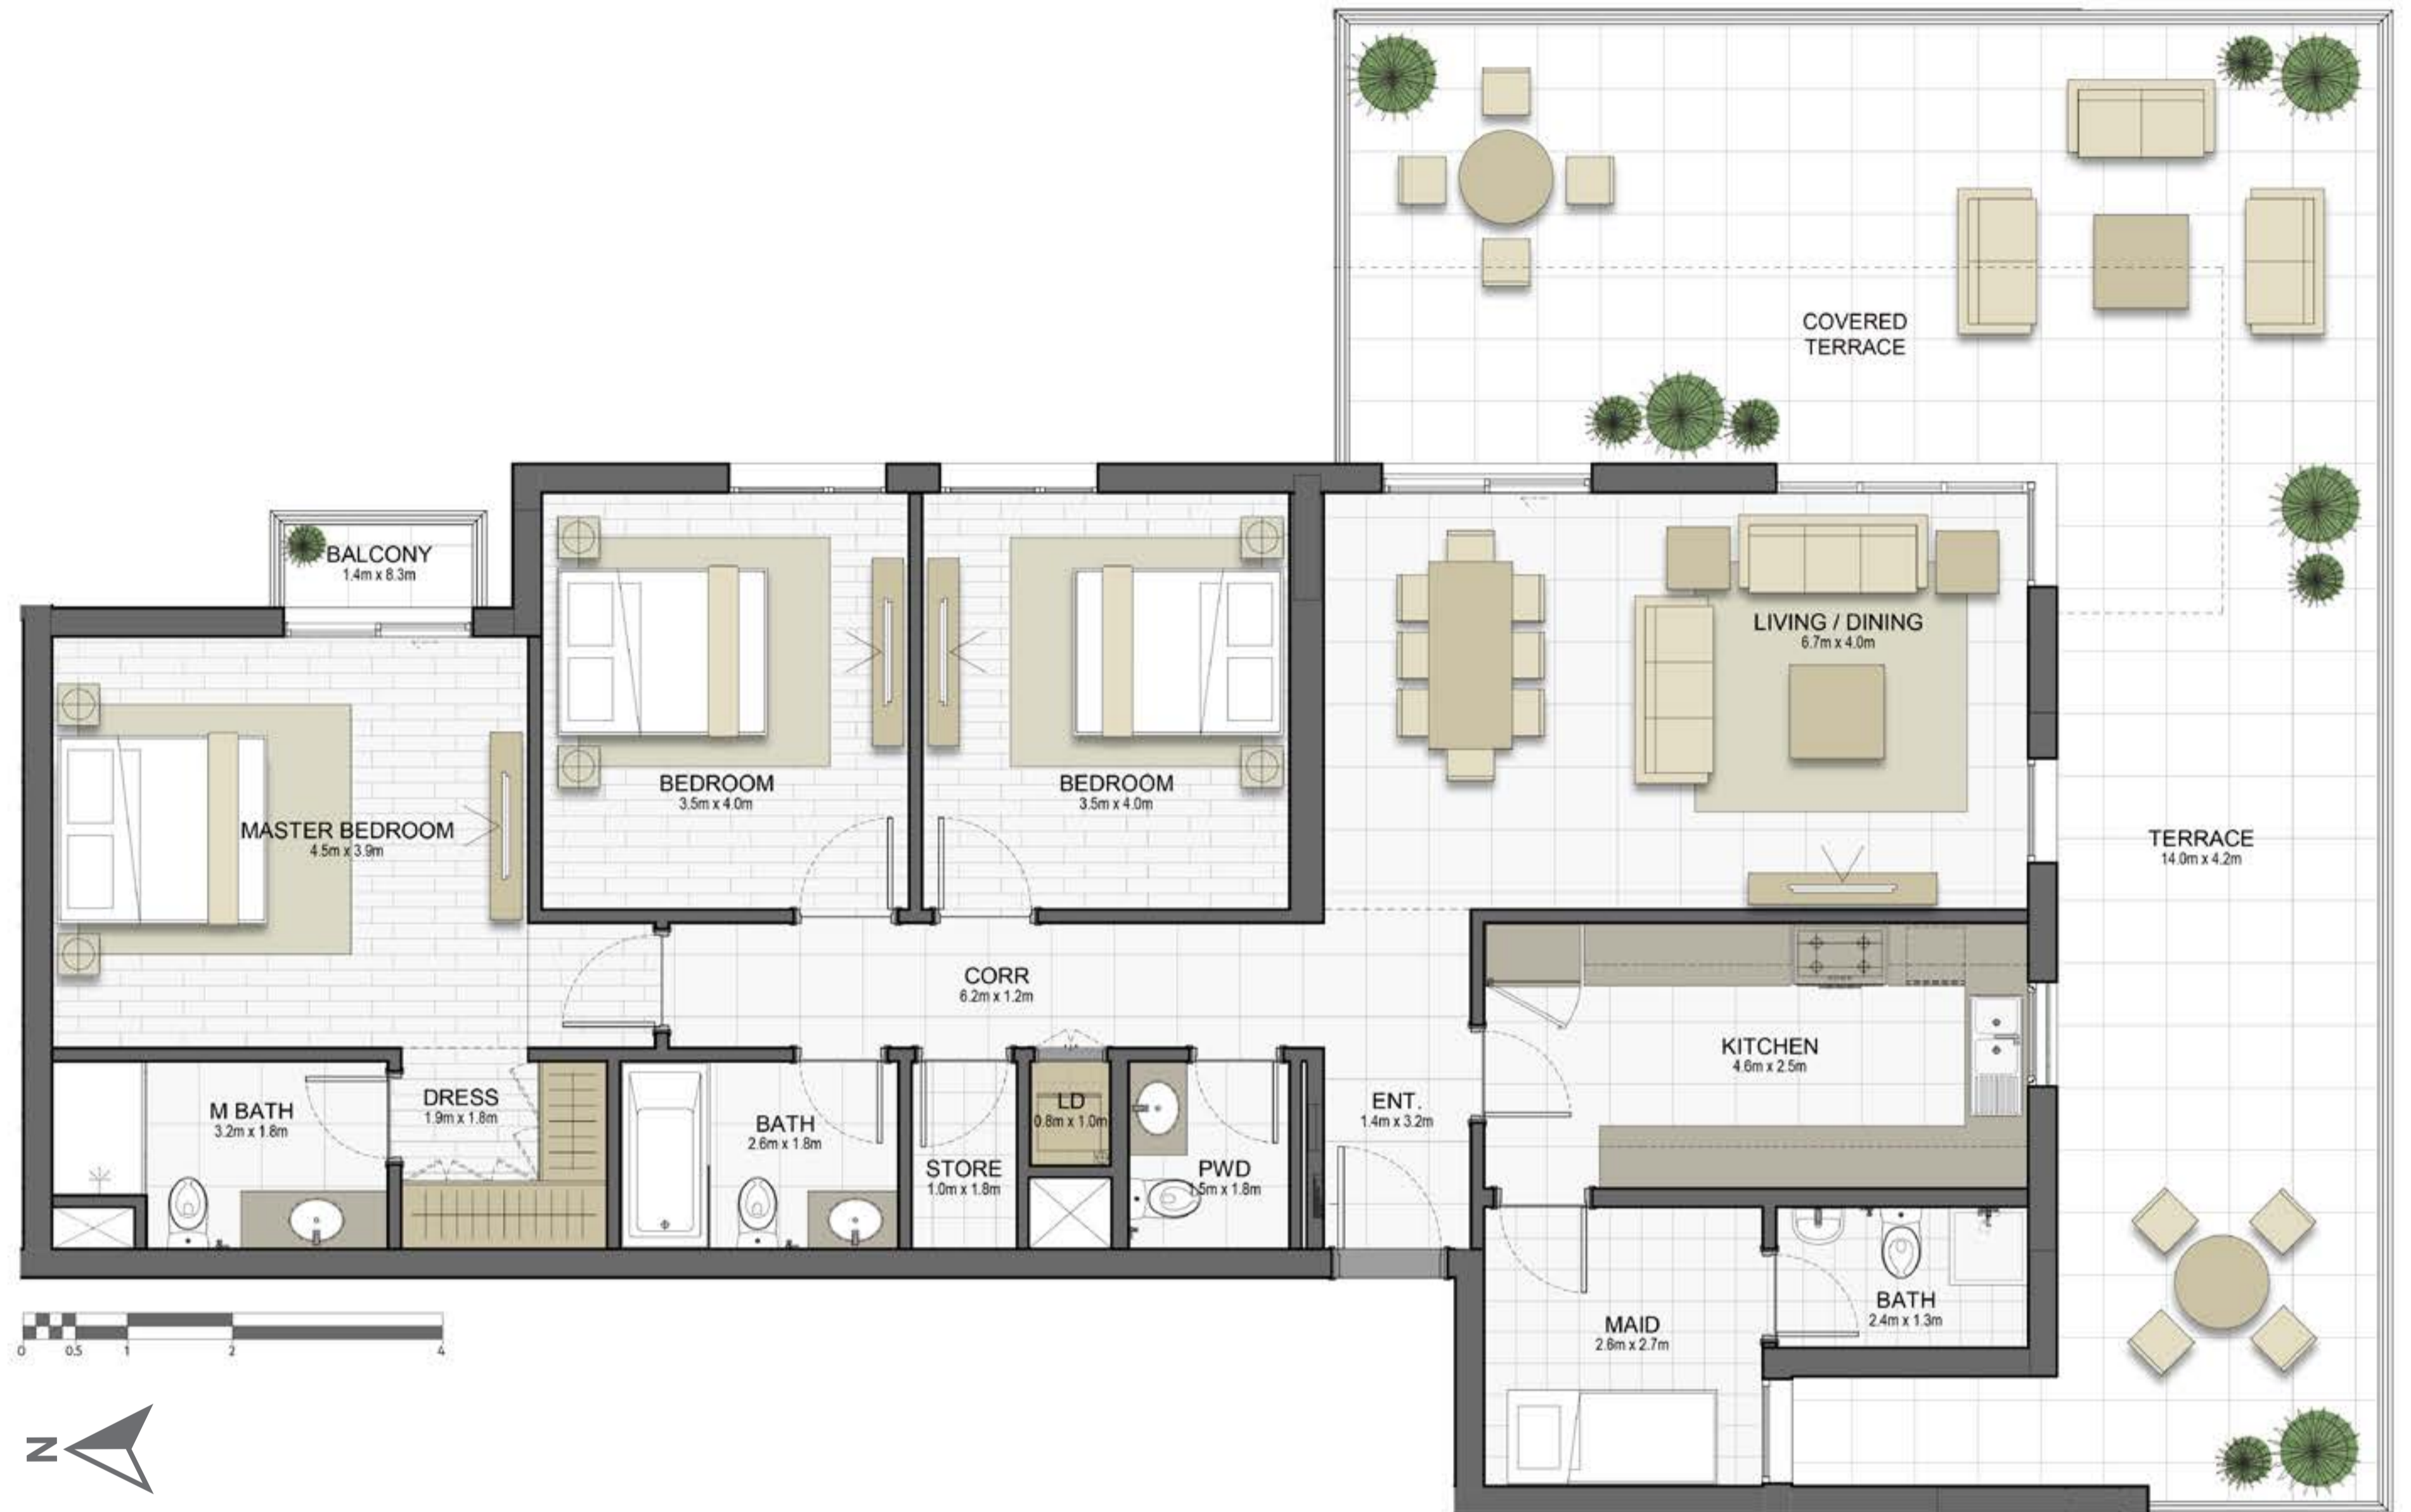 COVERED
TERRACE
BALCONY
1.4m x 8.3m
LIVING / DINING
6.7m x 4.0m
BEDROOM
3.5m x 4.0m
BEDROOM
3.5m x 4.0m
MASTER BEDROOM
4.5m x 3.9m
TERRACE
14.0m x 4.2m
CORR
6.2m x 1.2m
KITCHEN
4.6m x 2.5m
M BATH
3.2m x 1.8m
DRESS
1.9m x 1.8m
BATH
2.6m x 1.8m
LD
0.8m x 1.0m
ENT.
1.4m x 3.2m
STORE
1.0m x 1.8m
PWD
1.5m x 1.8m
MAID
2.6m x 2.7m
BATH
2.4m x 1.3m
0 0.5 1 2 4
N